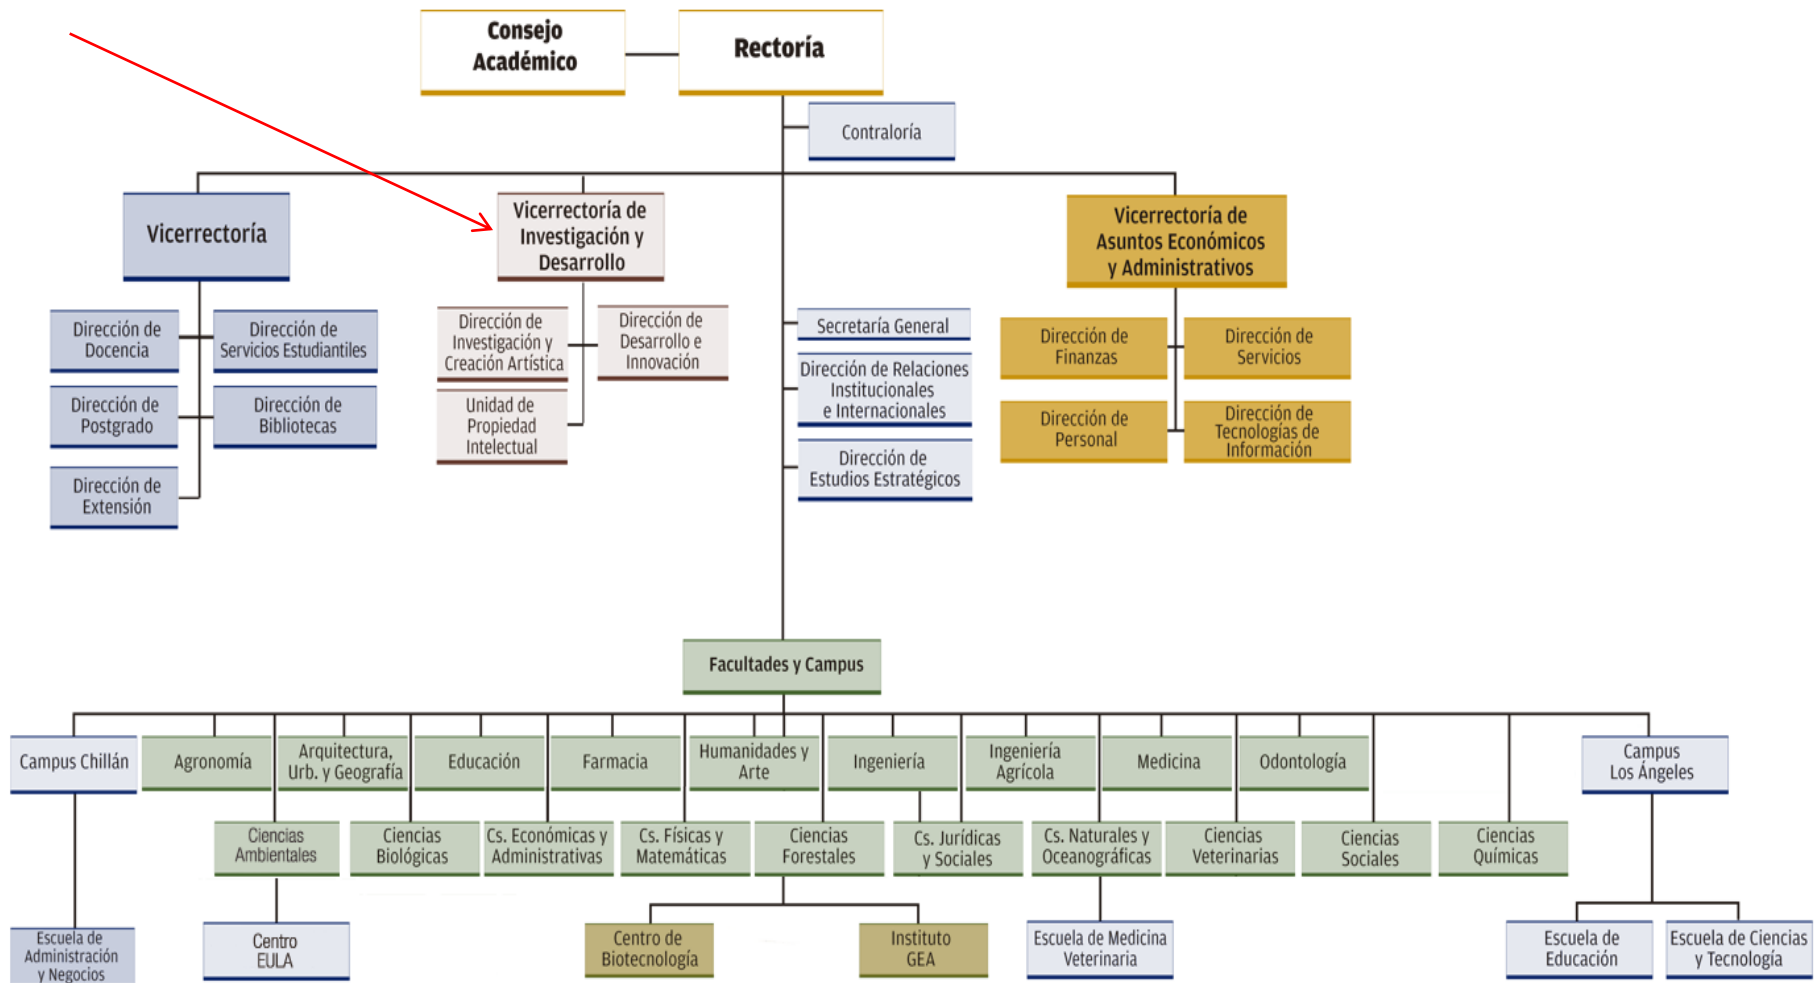 Consejo
Académico
Rectoría
Contraloría
Vicerrectoría
Vicerrectoría de
Investigación y
Desarrollo
Vicerrectoría de
Asuntos Económicos
y Administrativos
Dirección de
Docencia
Dirección de
Servicios Estudiantiles
Dirección de
Postgrado
Dirección de
Bibliotecas
Dirección de
Extensión
Dirección de
Investigación y
Creación Artística
Dirección de
Desarrollo e
Innovación
Unidad de
Propiedad
Intelectual
Secretaría General
Dirección de Relaciones
Institucionales
e Internacionales
Dirección de
Estudios Estratégicos
Dirección de
Finanzas
Dirección de
Servicios
Dirección de
Personal
Dirección de
Tecnologías de
Información
Facultades y Campus
Campus Chillán
Agronomía
Arquitectura,
Urb. y Geografía
Educación
Farmacia
Humanidades y
Arte
Ingeniería
Ingeniería
Agrícola
Medicina
Odontología
Campus
Los Ángeles
Ciencias
Ambientales
Ciencias
Biológicas
Cs. Económicas y
Administrativas
Cs. Físicas y
Matemáticas
Ciencias
Forestales
Cs. Jurídicas
y Sociales
Cs. Naturales y
Oceanográficas
Ciencias
Veterinarias
Ciencias
Sociales
Ciencias
Químicas
Escuela de
Administración
y Negocios
Centro
EULA
Centro de
Biotecnología
Instituto
GEA
Escuela de Medicina
Veterinaria
Escuela de
Educación
Escuela de Ciencias
y Tecnología